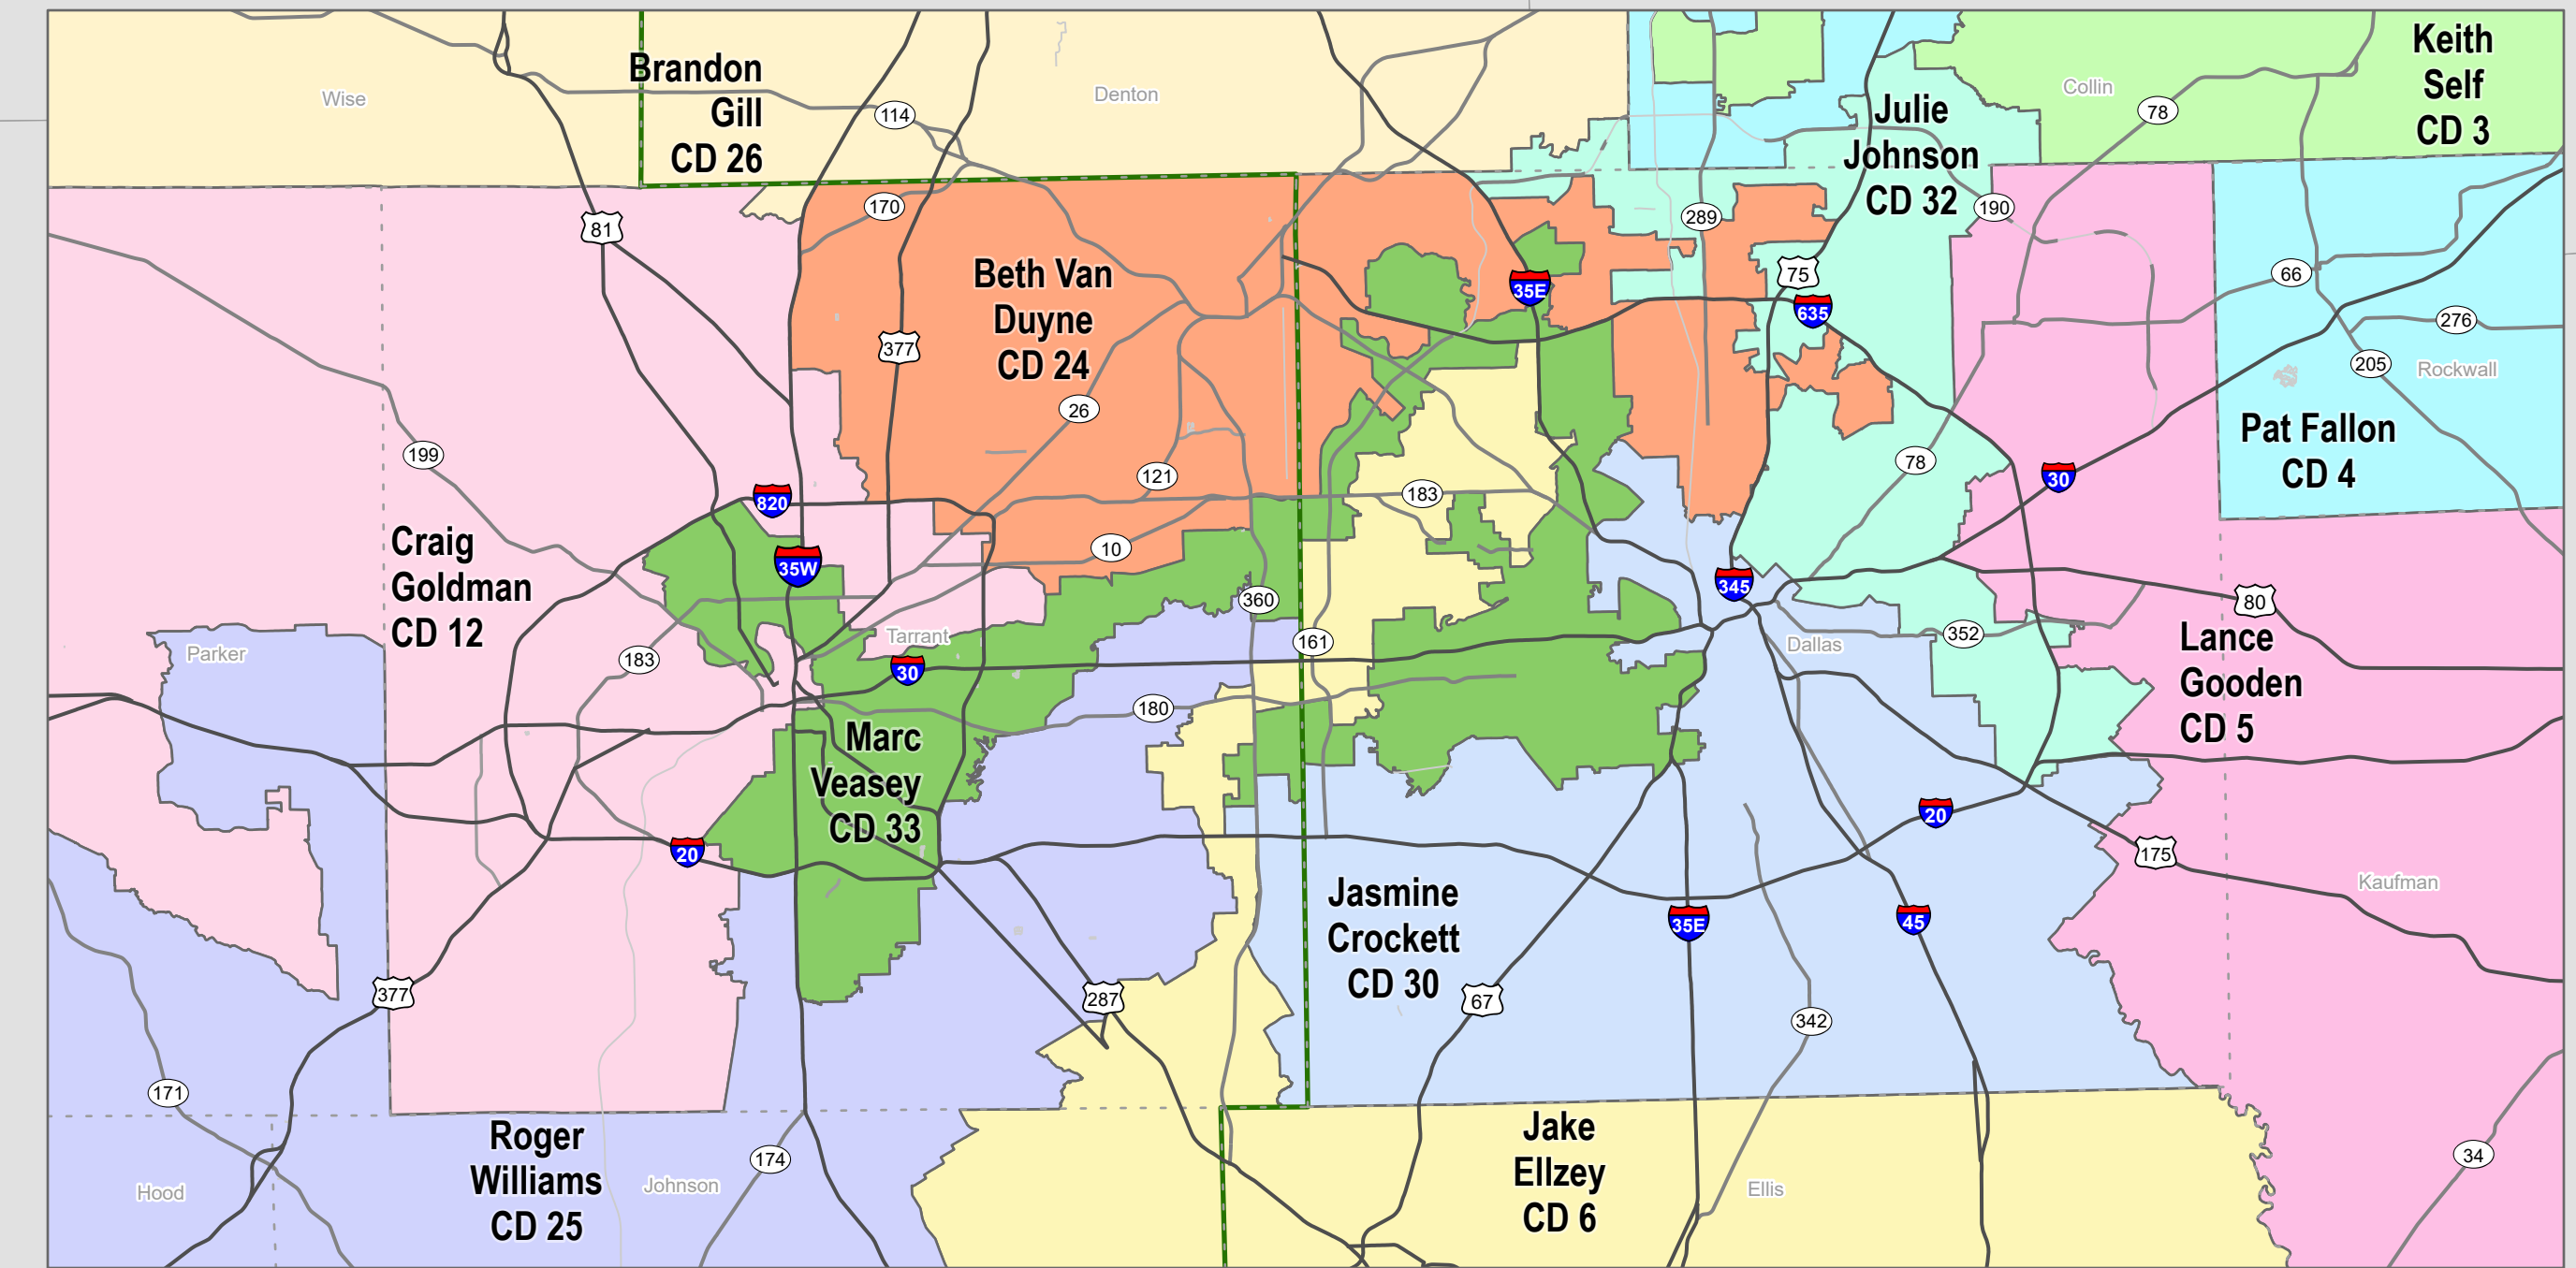 Keith
Self
CD 3
Brandon
Gill
CD 26
Wise
Denton
Collin
Julie
Johnson
CD 32
114
78
170
190
289
81
Beth Van
Duyne
CD 24
75
66
35E
635
276
377
205
Rockwall
26
Pat Fallon
CD 4
199
78
121
30
183
820
Craig
Goldman
CD 12
10
35W
345
360
80
161
352
Tarrant
Dallas
Parker
183
30
Lance
Gooden
CD 5
180
Marc
Veasey
CD 33
20
20
175
Kaufman
Jasmine
Crockett
CD 30
35E
45
377
287
67
342
171
Roger
Williams
CD 25
Jake
Ellzey
CD 6
174
34
Hood
Johnson
Ellis